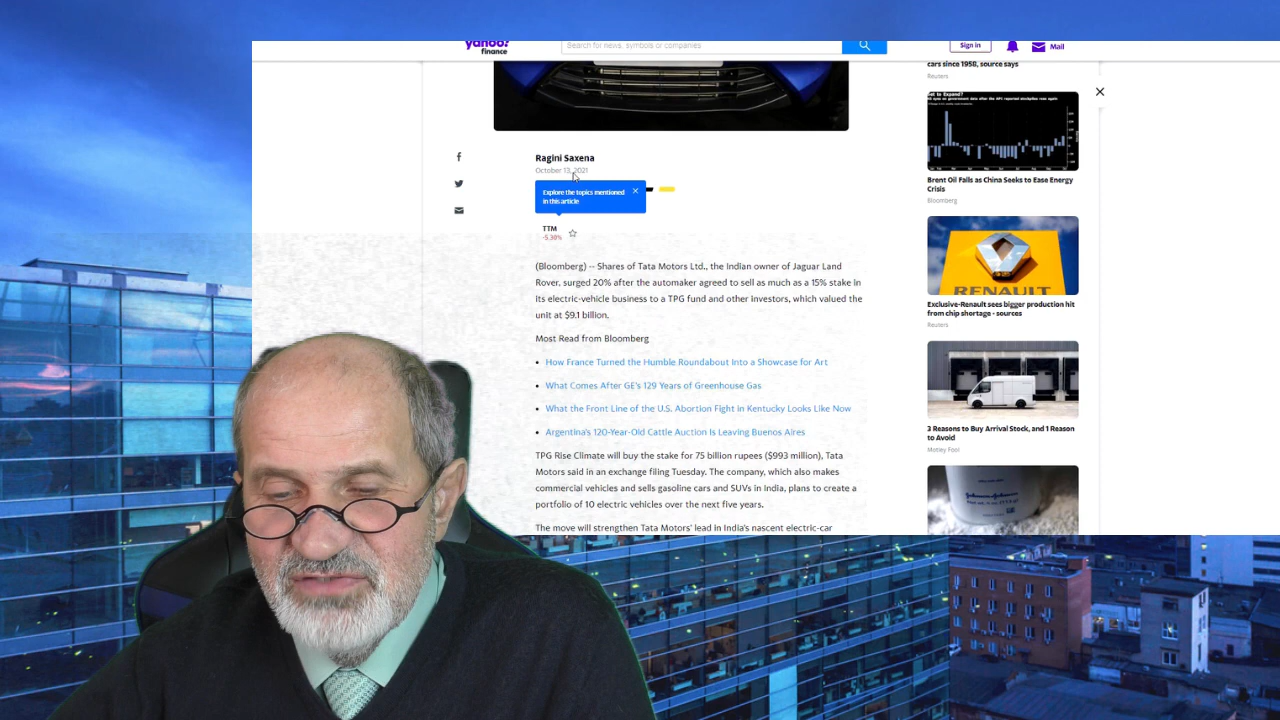 yahoo!
finance
Search for news, symbols or companies
Sign in
Mail
cars since 1958, source says
Reuters
Ragini Saxena
October 13, 2021
Explore the topics mentioned
in this article
TTM
-5.30%
(Bloomberg) -- Shares of Tata Motors Ltd., the Indian owner of Jaguar Land
Rover, surged 20% after the automaker agreed to sell as much as a 15% stake in
its electric-vehicle business to a TPG fund and other investors, which valued the
unit at $9.1 billion.
Most Read from Bloomberg
How France Turned the Humble Roundabout Into a Showcase for Art
What Comes After GE's 129 Years of Greenhouse Gas
What the Front Line of the U.S. Abortion Fight in Kentucky Looks Like Now
Argentina's 120-Year-Old Cattle Auction Is Leaving Buenos Aires
TPG Rise Climate will buy the stake for 75 billion rupees ($993 million), Tata
Motors said in an exchange filing Tuesday. The company, which also makes
commercial vehicles and sells gasoline cars and SUVs in India, plans to create a
portfolio of 10 electric vehicles over the next five years.
The move will strengthen Tata Motors' lead in India's nascent electric-car
Set to Expand?
Brent Oil Falls as China Seeks to Ease Energy
Crisis
Bloomberg
RENAULT
Exclusive-Renault sees bigger production hit
from chip shortage - sources
Reuters
3 Reasons to Buy Arrival Stock, and 1 Reason
to Avoid
Motley Fool
Johnson&Johnson